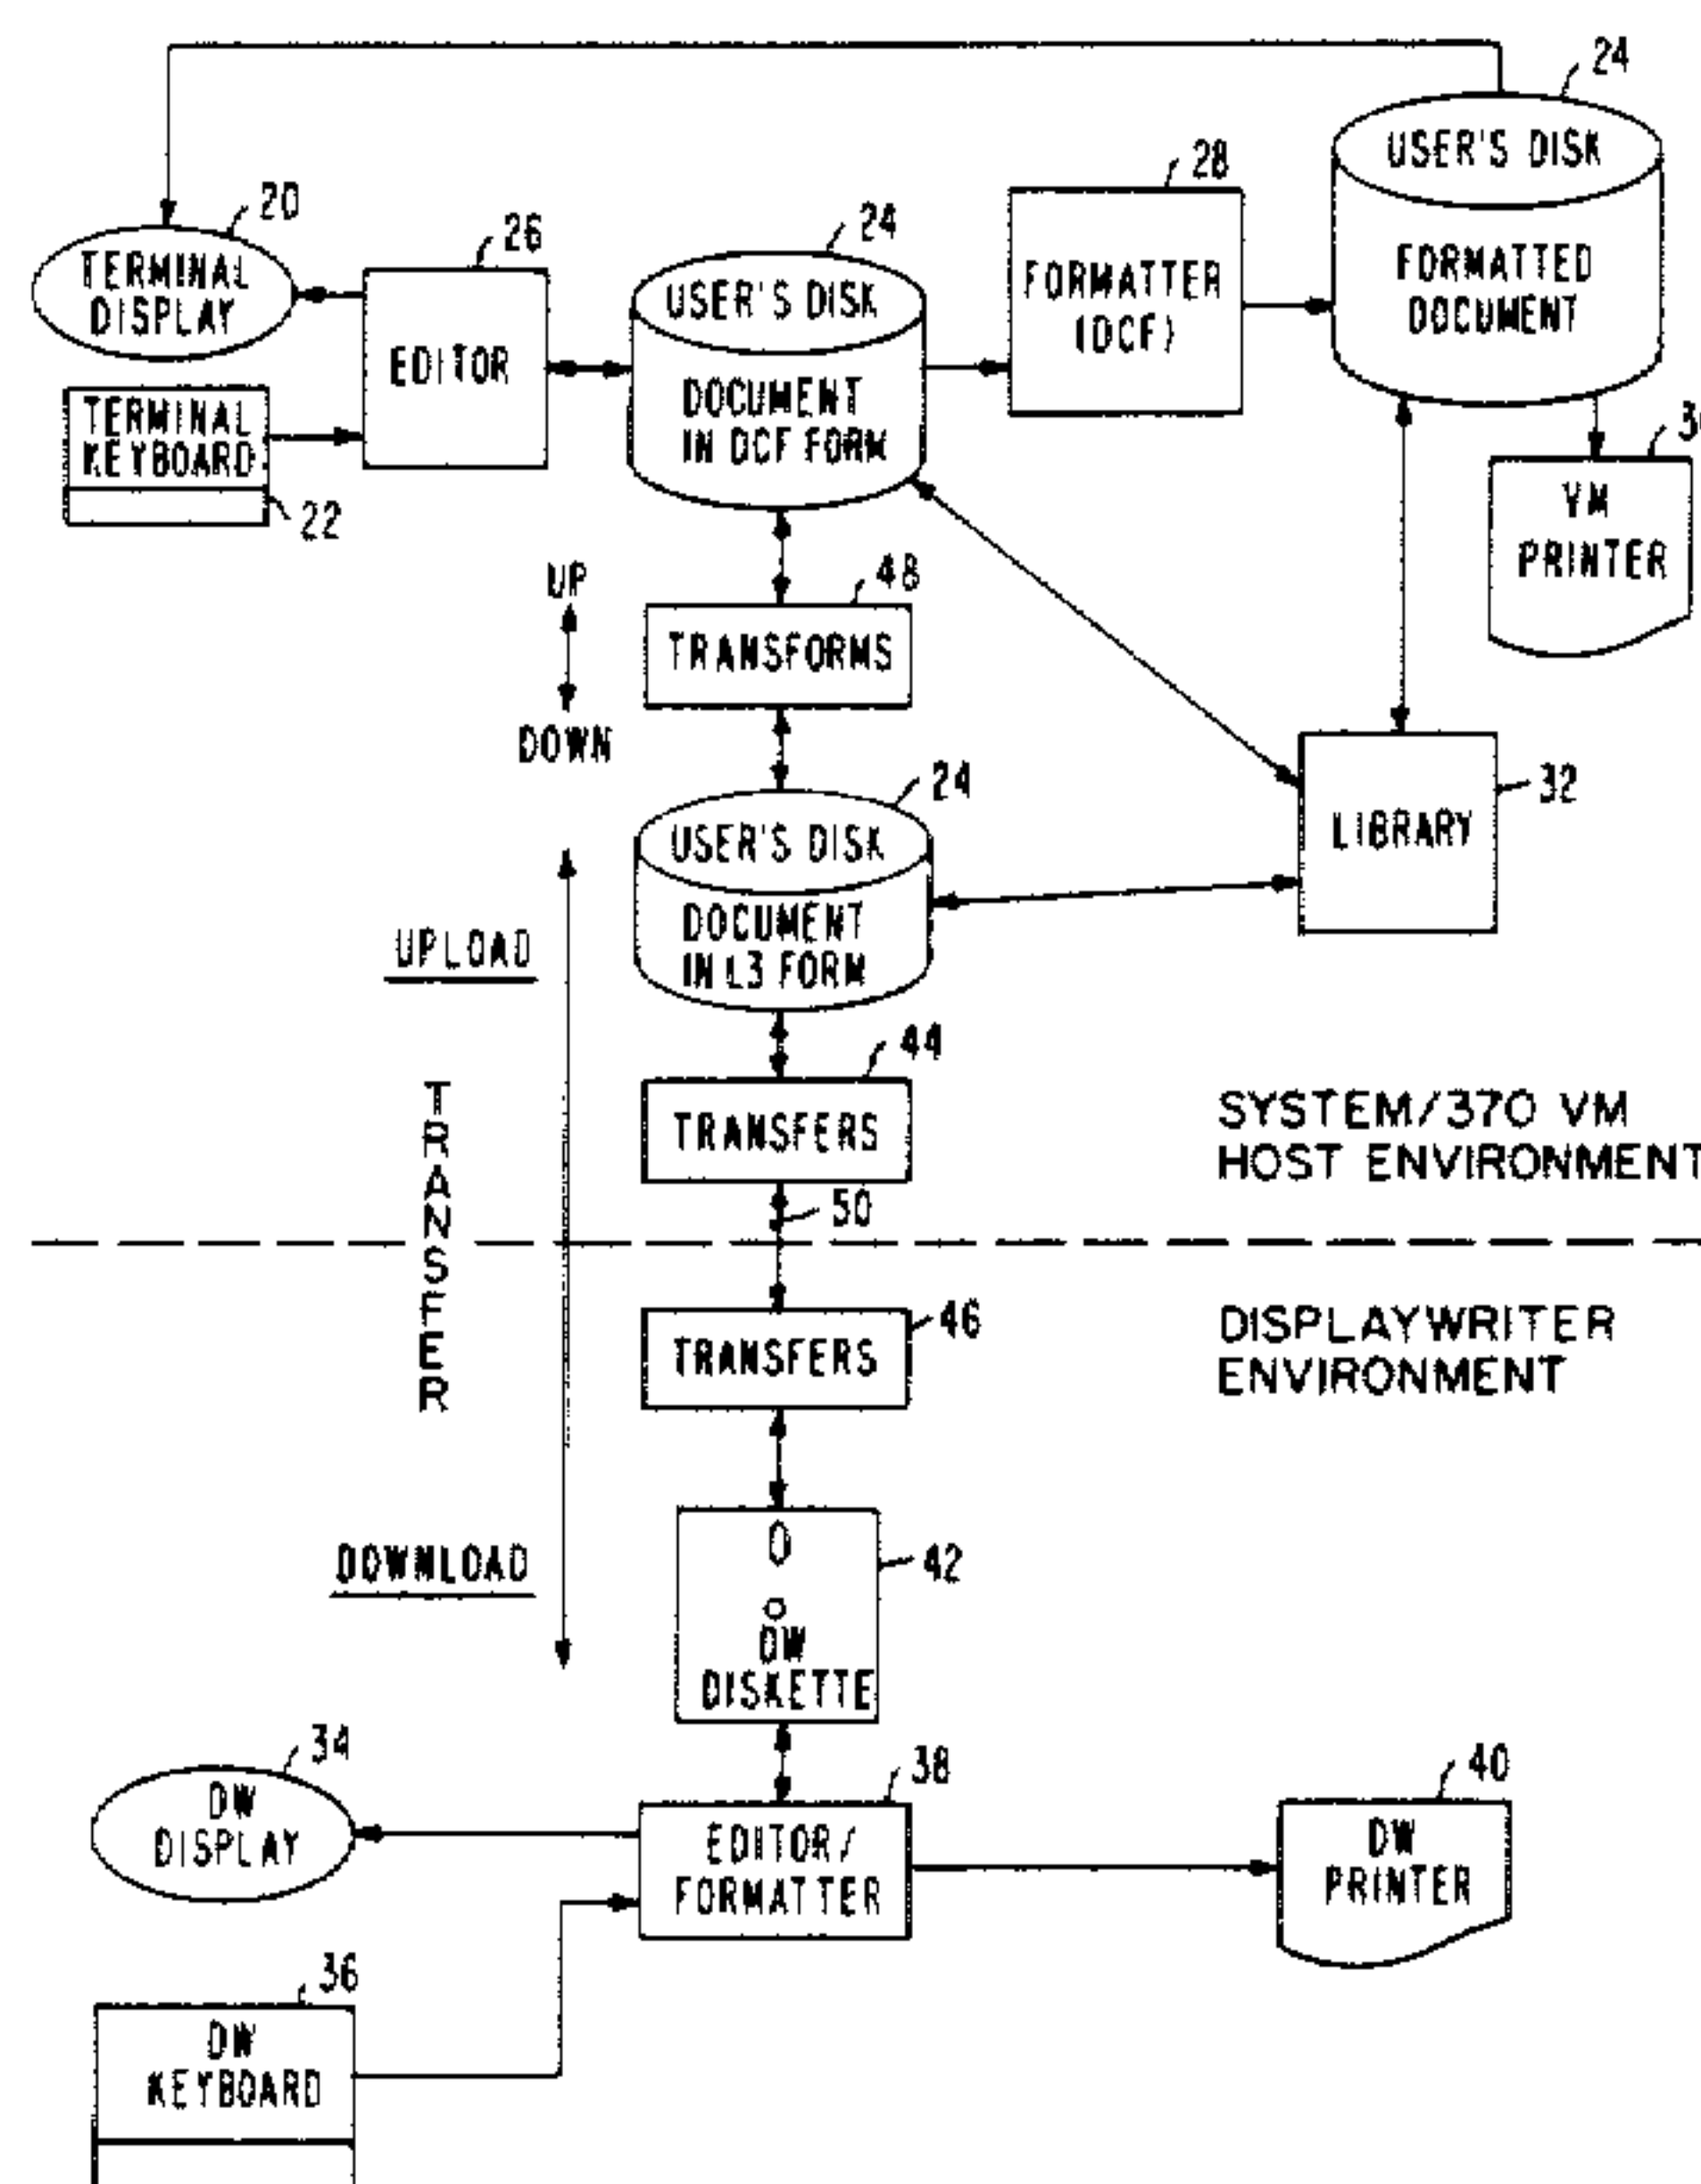 24
USER'S DISK
FORMATTED
DOCUMENT
28
FORMATTER
(DCF)
20
TERMINAL
DISPLAY
26
EDITOR
24
USER'S DISK
DOCUMENT
IN DCF FORM
TERMINAL
KEYBOARD
22
VM
PRINTER
UP
DOWN
48
TRANSFORMS
24
USER'S DISK
DOCUMENT
IN L3 FORM
LIBRARY
32
UPLOAD
TRANSFER
DOWNLOAD
44
TRANSFERS
50
SYSTEM/370 VM
HOST ENVIRONMENT
46
TRANSFERS
DISPLAYWRITER
ENVIRONMENT
42
DW
DISKETTE
34
DW
DISPLAY
38
EDITOR/
FORMATTER
40
DW
PRINTER
36
DW
KEYBOARD